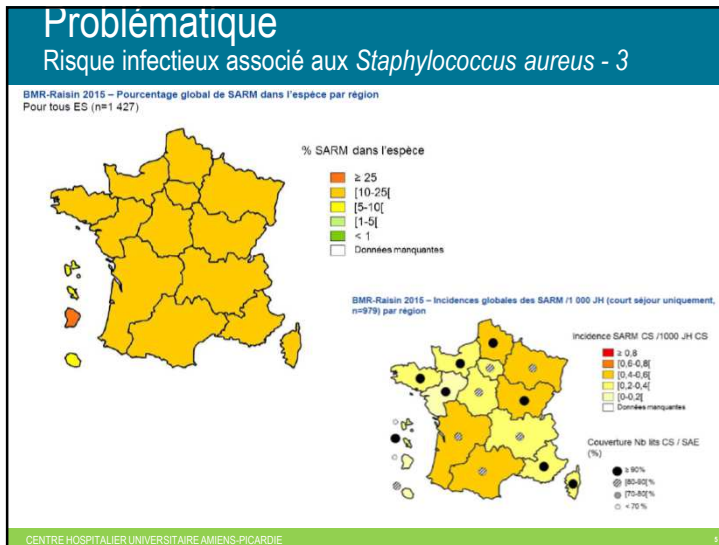 Problématique
Risque infectieux associé aux Staphylococcus aureus - 3
BMR-Raisin 2015 – Pourcentage global de SARM dans l'espèce par région
Pour tous ES (n=1 427)
% SARM dans l'espèce
≥ 25
[10-25[
[5-10[
[1-5[
< 1
Données manquantes
BMR-Raisin 2015 – Incidences globales des SARM /1 000 JH (court séjour uniquement,
n=979) par région
Incidence SARM CS /1000 JH CS
≥ 0,8
[0,6-0,8[
[0,4-0,6[
[0,2-0,4[
[0-0,2[
Données manquantes
Couverture Nb lits CS / SAE
(%)
≥ 90%
[80-90[%
[70-80[%
< 70 %
CENTRE HOSPITALIER UNIVERSITAIRE AMIENS-PICARDIE